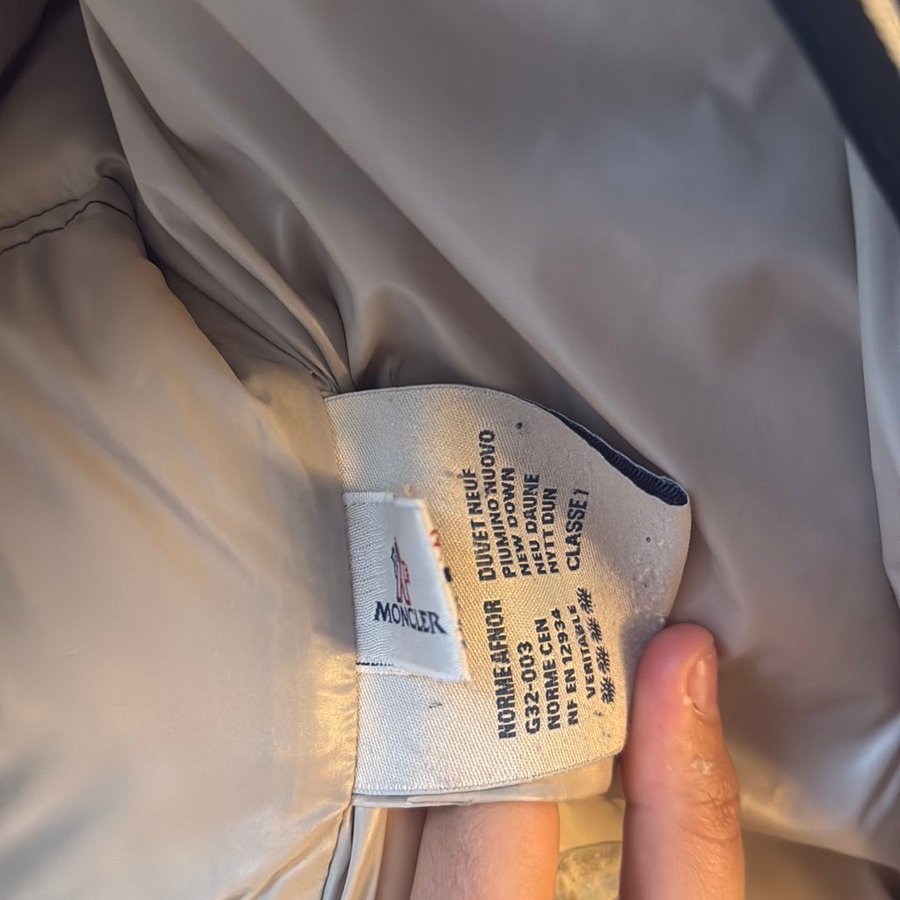 MONCLER
NORME AFNOR
G32-003
NORME CEN
NF EN 12934
VERITABLE
DUVET NEUF
PIUMINO NUOVO
NEW DOWN
NEU DAUNE
NYTT DUN
CLASSE 1